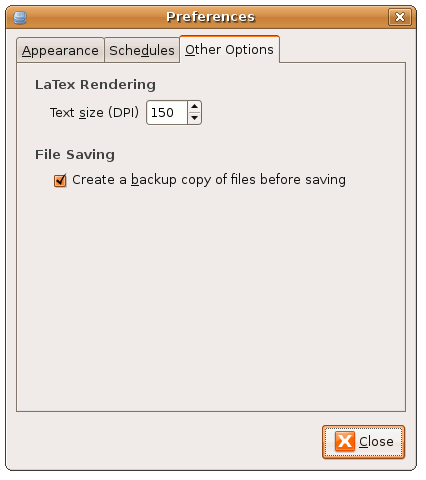 Preferences
Appearance Schedules Other Options
LaTex Rendering
Text size (DPI) 150
File Saving
Create a backup copy of files before saving
Close